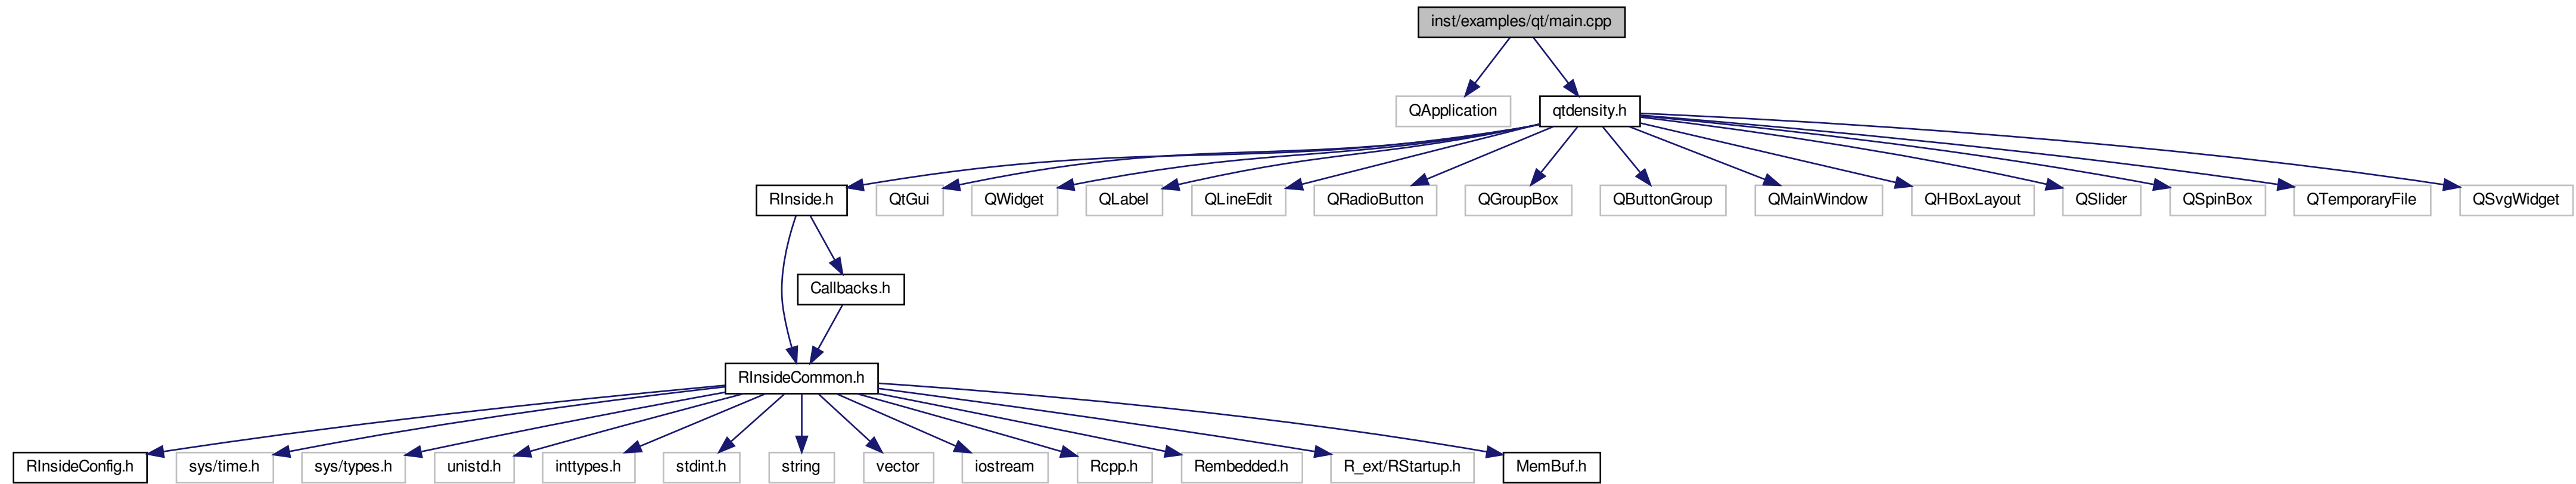 inst/examples/qt/main.cpp
QApplication
qtdensity.h
RInside.h
QtGui
QWidget
QLabel
QLineEdit
QRadioButton
QGroupBox
QButtonGroup
QMainWindow
QHBoxLayout
QSlider
QSpinBox
QTemporaryFile
QSvgWidget
Callbacks.h
RInsideCommon.h
RInsideConfig.h
sys/time.h
sys/types.h
unistd.h
inttypes.h
stdint.h
string
vector
iostream
Rcpp.h
Rembedded.h
R_ext/RStartup.h
MemBuf.h